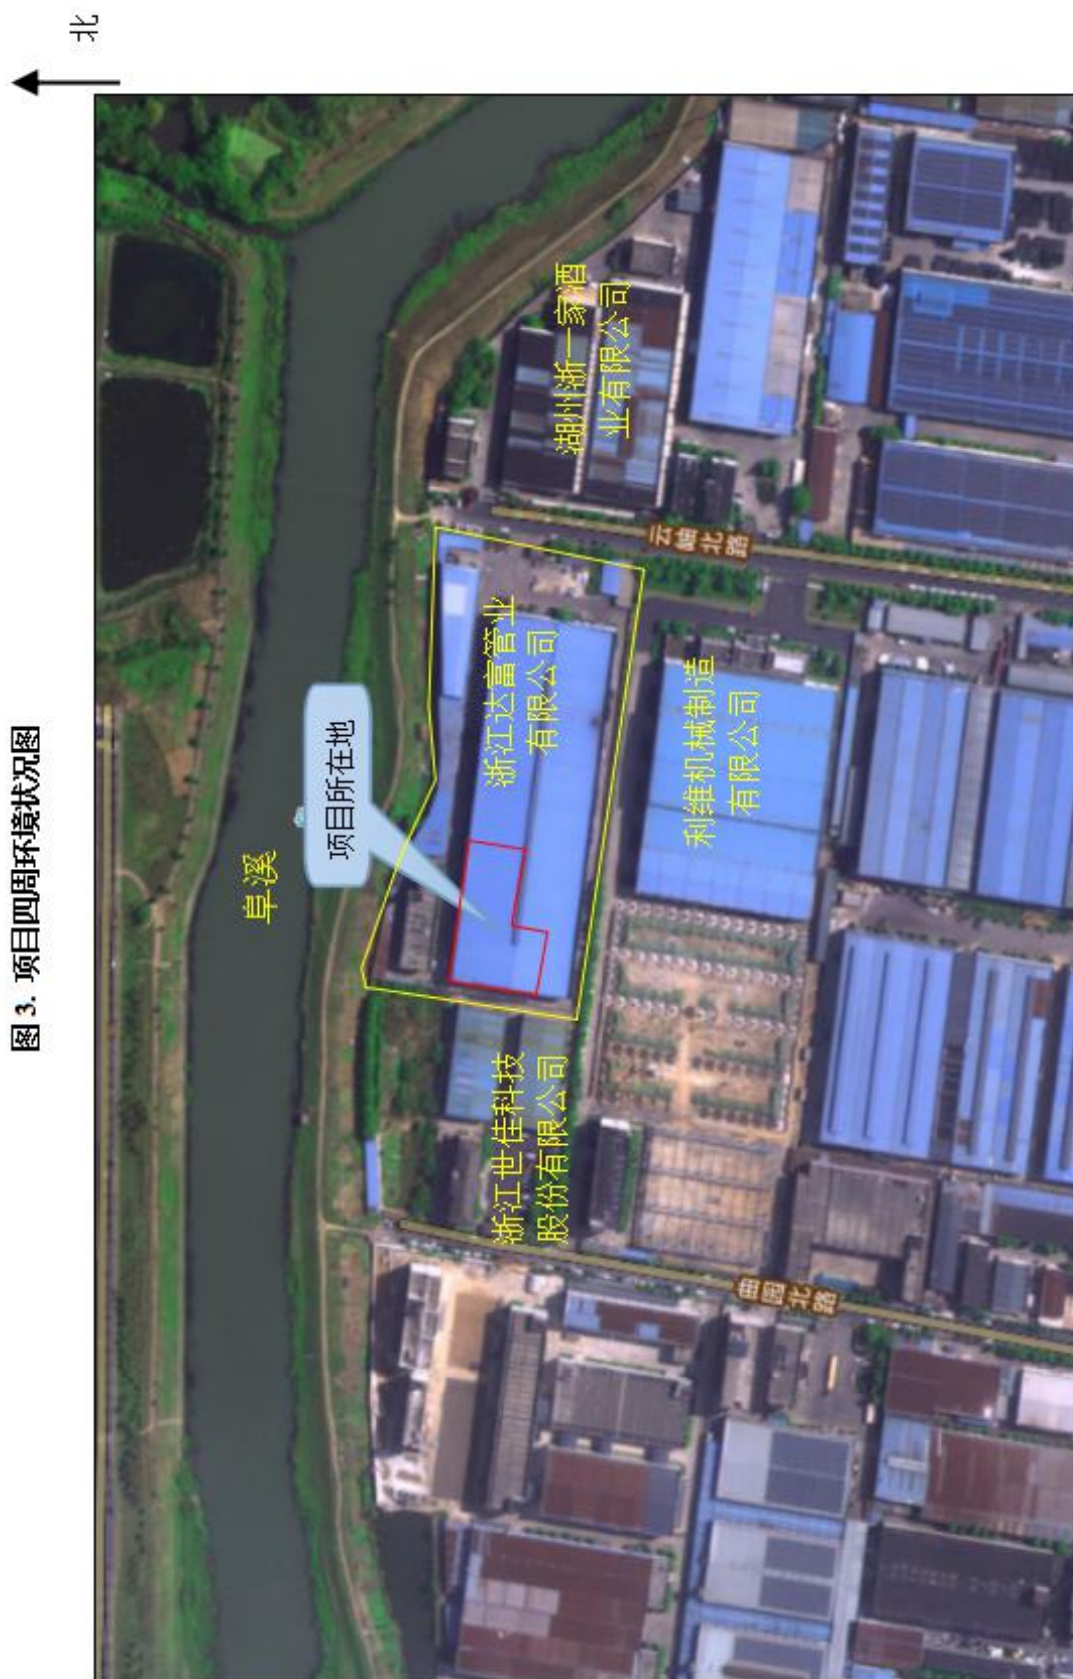 北
图 3. 项目四周环境状况图
阜溪
项目所在地
湖州浙一家酒
业有限公司
浙江达富管业
有限公司
利维机械制造
有限公司
浙江世佳科技
股份有限公司
北路
曲园北路